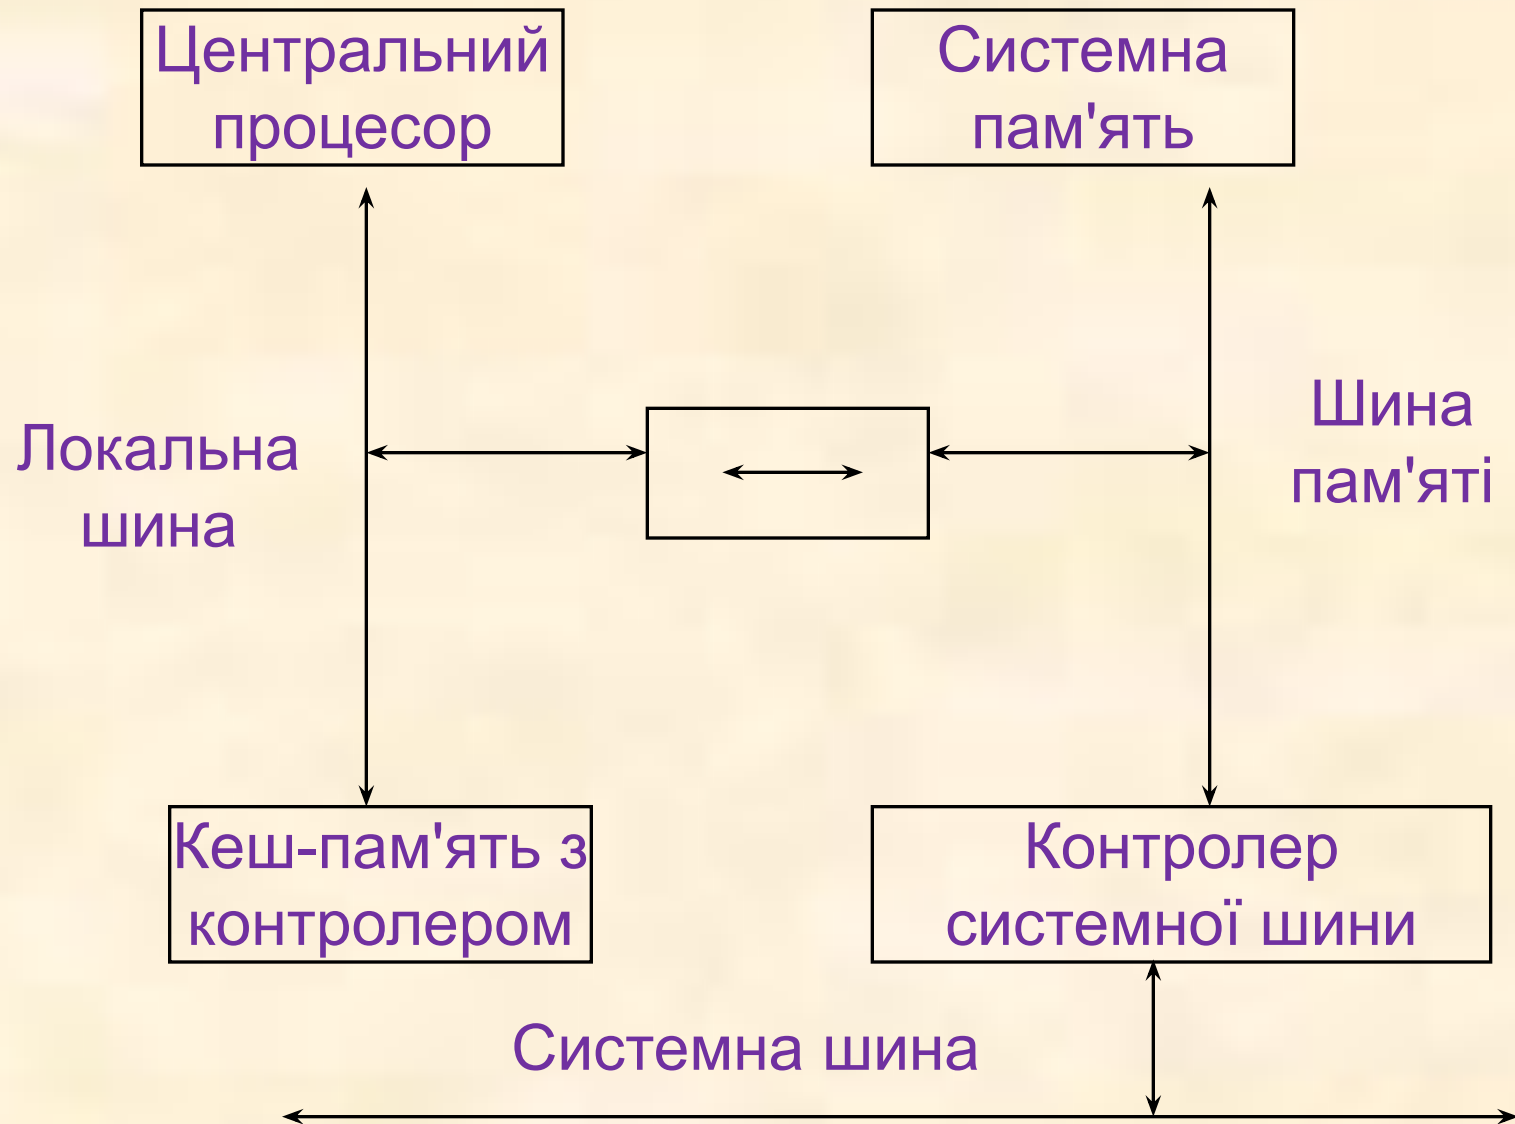 Центральний
процесор
Системна
пам'ять
Локальна
шина
Шина
пам'яті
Кеш-пам'ять з
контролером
Контролер
системної шини
Системна шина